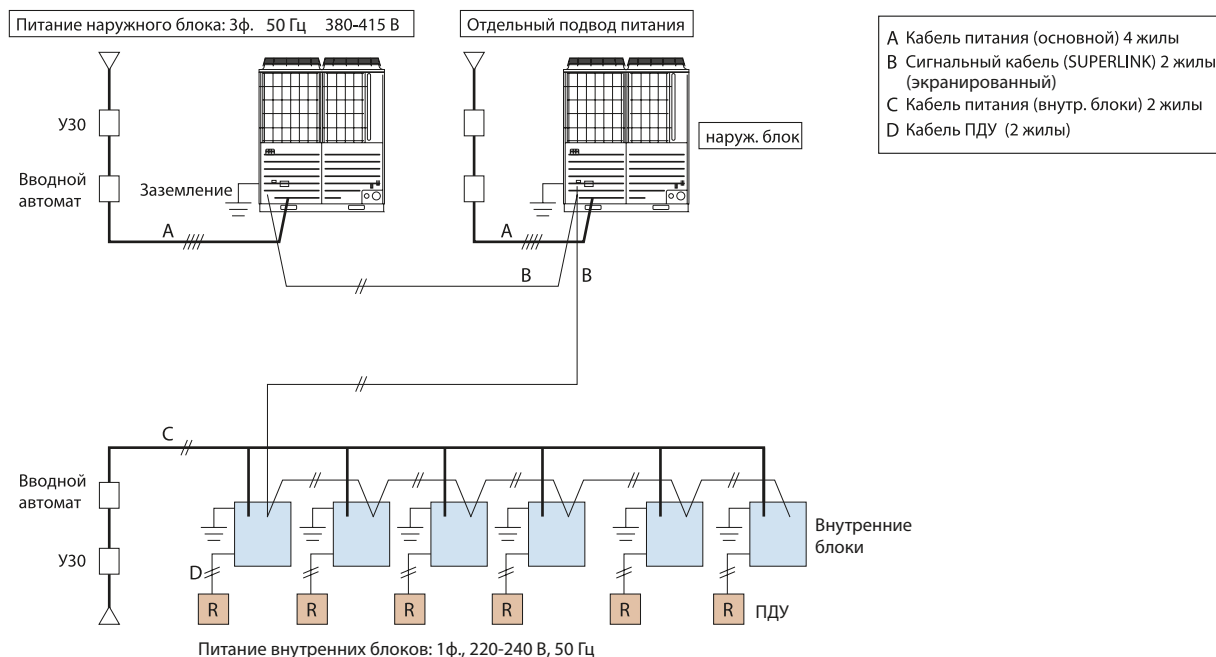 Питание наружного блока: 3ф. 50 Гц 380-415 В
Отдельный подвод питания
A Кабель питания (основной) 4 жилы
B Сигнальный кабель (SUPERLINK) 2 жилы
(экранированный)
C Кабель питания (внутр. блоки) 2 жилы
D Кабель ПДУ (2 жилы)
УЗО
наруж. блок
Вводной
автомат
Заземление
A
A
B
B
C
Вводной
автомат
Внутренние
блоки
УЗО
D
R
R
R
R
R
R
ПДУ
Питание внутренних блоков: 1ф., 220-240 В, 50 Гц